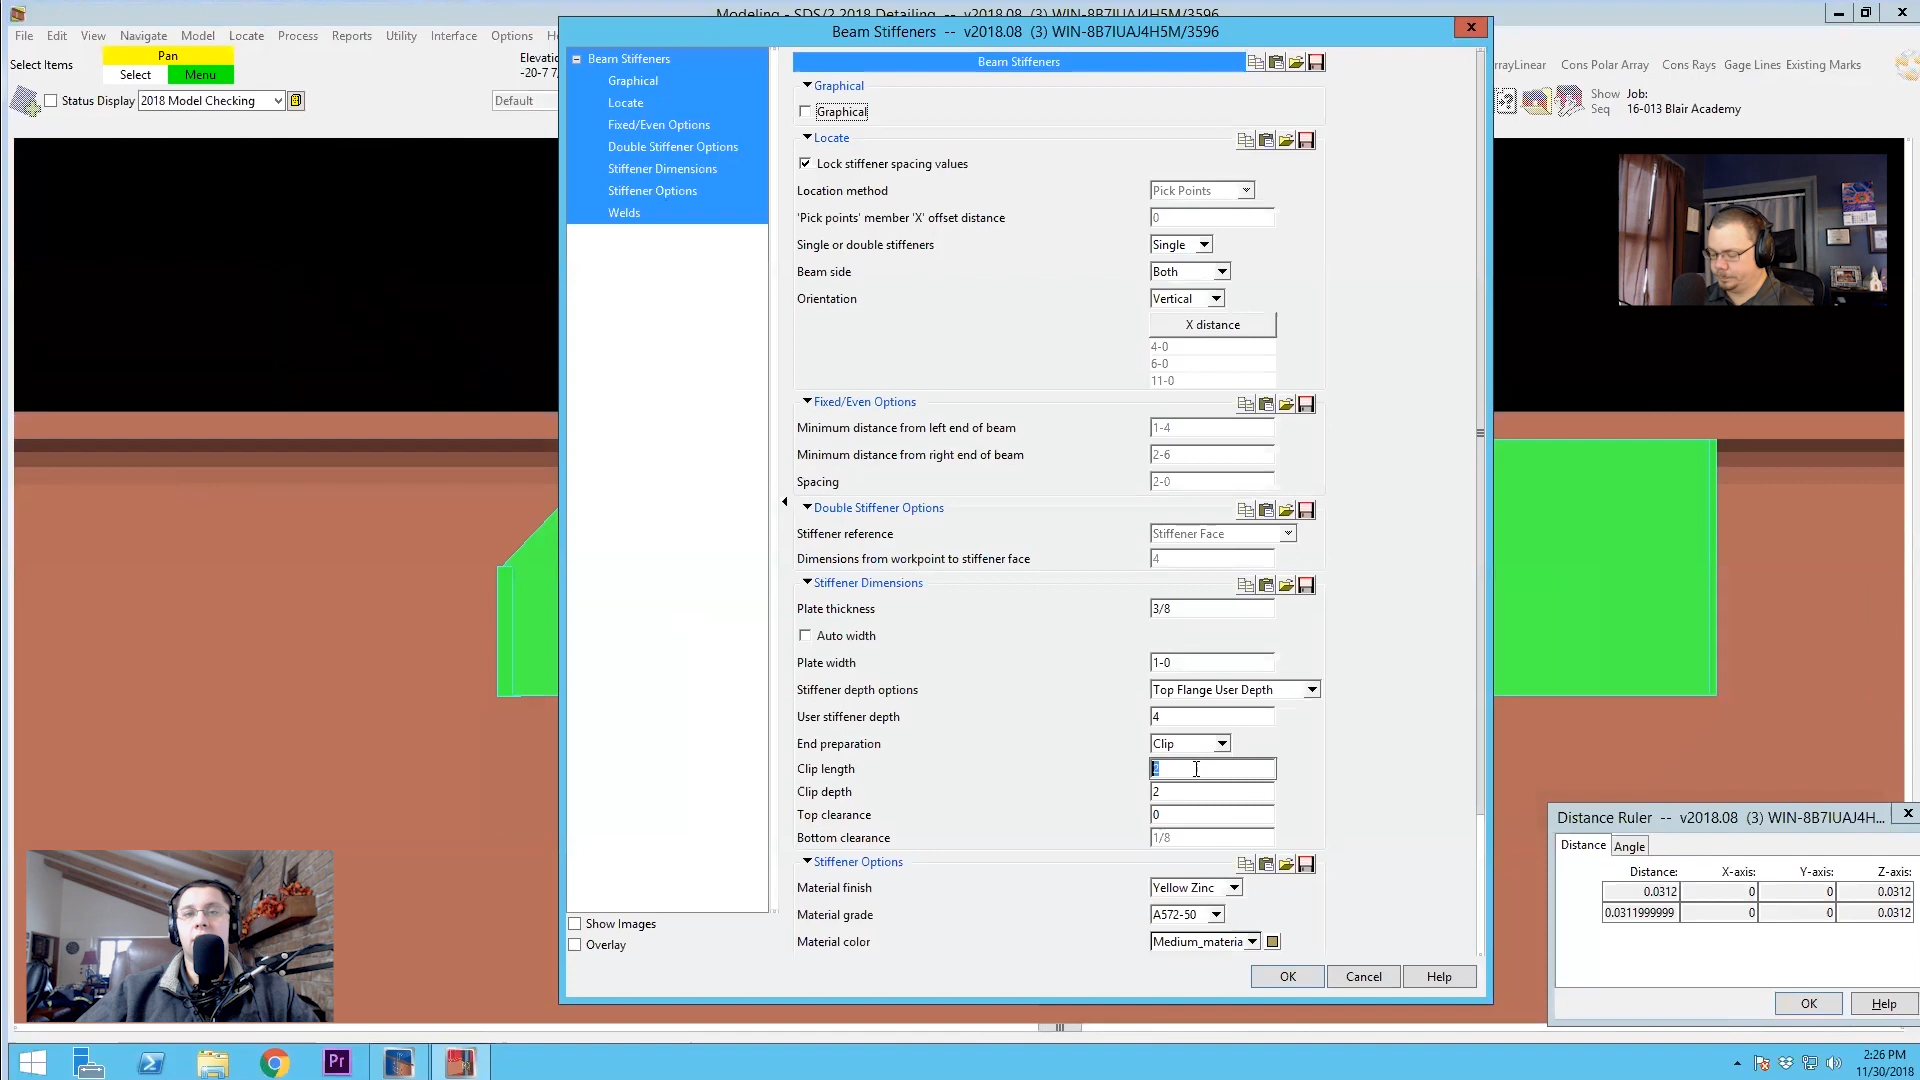 Modeling -- SDS/2 2018 Detailing -- v2018.08 (3) WIN-8B7IUAJ4H5M/3596
File Edit View Navigate Model Locate Process Reports Utility Interface Options
Select Items
Pan
Select Menu
Elevatio
-20-7 7
Status Display 2018 Model Checking
Default
rrayLinear Cons Polar Array Cons Rays Gage Lines Existing Marks
Show Job:
Seq 16-013 Blair Academy
Beam Stiffeners -- v2018.08 (3) WIN-8B7IUAJ4H5M/3596
Beam Stiffeners
Graphical
Locate
Fixed/Even Options
Double Stiffener Options
Stiffener Dimensions
Stiffener Options
Welds
Show Images
Overlay
Beam Stiffeners
Graphical
Graphical
Locate
Lock stiffener spacing values
Location method Pick Points
'Pick points' member 'X' offset distance 0
Single or double stiffeners Single
Beam side Both
Orientation Vertical
X distance
4-0
6-0
11-0
Fixed/Even Options
Minimum distance from left end of beam 1-4
Minimum distance from right end of beam 2-6
Spacing 2-0
Double Stiffener Options
Stiffener reference Stiffener Face
Dimensions from workpoint to stiffener face 4
Stiffener Dimensions
Plate thickness 3/8
Auto width
Plate width 1-0
Stiffener depth options Top Flange User Depth
User stiffener depth 4
End preparation Clip
Clip length
Clip depth 2
Top clearance 0
Bottom clearance 1/8
Stiffener Options
Material finish Yellow Zinc
Material grade A572-50
Material color Medium_materia
OK Cancel Help
Distance Ruler -- v2018.08 (3) WIN-8B7IUAJ4H...
Distance Angle
Distance: X-axis: Y-axis: Z-axis:
0.0312 0 0 0.0312
0.0311999999 0 0 0.0312
OK Help
Pr
2:26 PM
11/30/2018